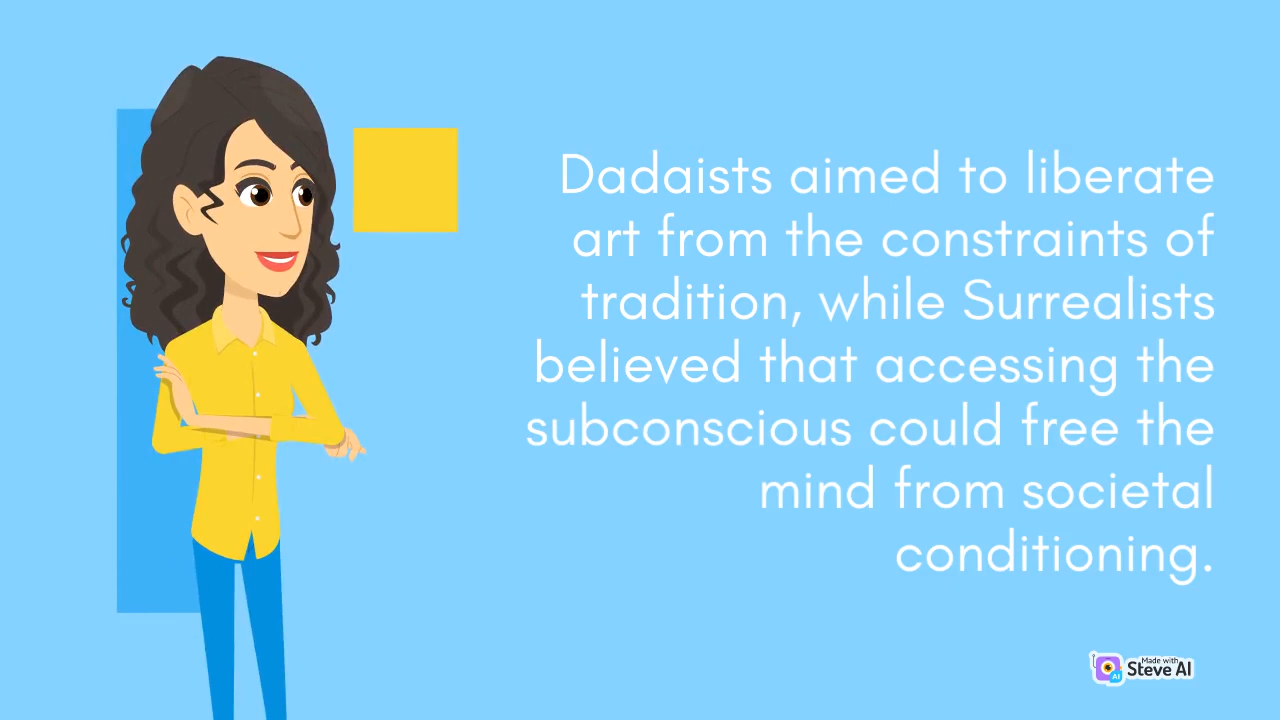 Dadaists aimed to liberate
art from the constraints of
tradition, while Surrealists
believed that accessing the
subconscious could free the
mind from societal
conditioning.
Made with
Steve AI
AI